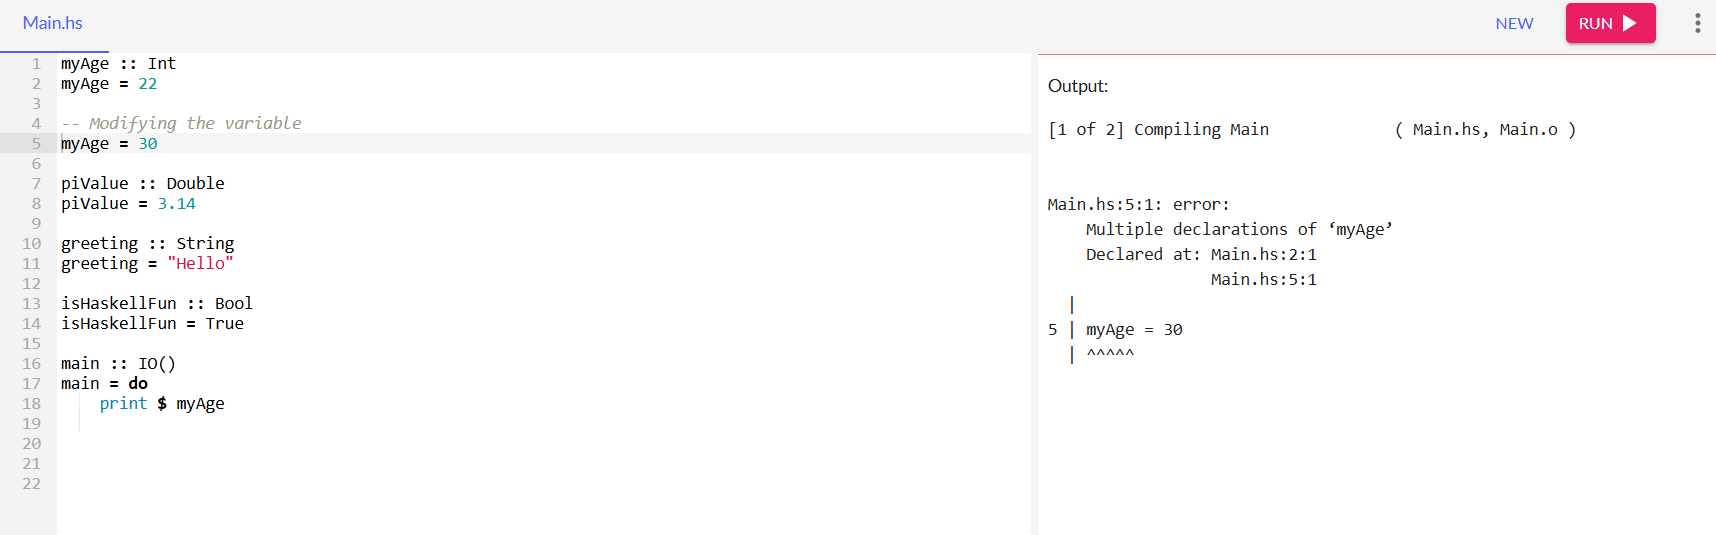 Main.hs
NEW
RUN
1 myAge :: Int
2 myAge = 22
3
4 -- Modifying the variable
5 myAge = 30
6
7 piValue :: Double
8 piValue = 3.14
9
10 greeting :: String
11 greeting = "Hello"
12
13 isHaskellFun :: Bool
14 isHaskellFun = True
15
16 main :: IO()
17 main = do
18     print $ myAge
19
20
21
22
Output:
[1 of 2] Compiling Main             ( Main.hs, Main.o )
Main.hs:5:1: error:
    Multiple declarations of ‘myAge’
    Declared at: Main.hs:2:1
                 Main.hs:5:1
  |
5 | myAge = 30
  | ^^^^^